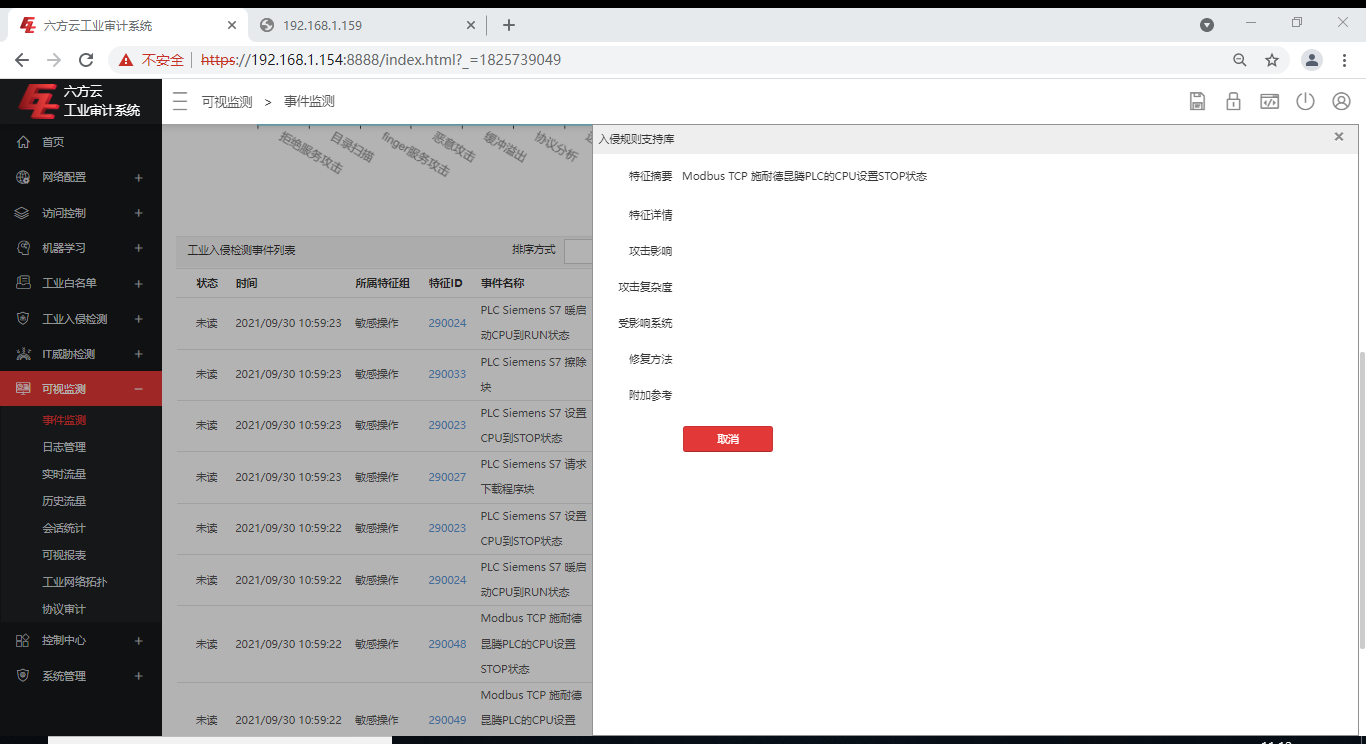 六方云工业审计系统
192.168.1.159
不安全
https://192.168.1.154:8888/index.html?_=1825739049
六方云
工业审计系统
可视监测 > 事件监测
首页
网络配置 +
访问控制 +
机器学习 +
工业白名单 +
工业入侵检测 +
IT威胁检测 +
可视监测 −
事件监测
日志管理
实时流量
历史流量
会话统计
可视报表
工业网络拓扑
协议审计
控制中心 +
系统管理 +
拒绝服务攻击
目录扫描
finger服务攻击
恶意攻击
缓冲溢出
协议分析
工业入侵检测事件列表
排序方式
状态 时间 所属特征组 特征ID 事件名称
未读 2021/09/30 10:59:23 敏感操作 290024 PLC Siemens S7 暖启
动CPU到RUN状态
未读 2021/09/30 10:59:23 敏感操作 290033 PLC Siemens S7 擦除
块
未读 2021/09/30 10:59:23 敏感操作 290023 PLC Siemens S7 设置
CPU到STOP状态
未读 2021/09/30 10:59:23 敏感操作 290027 PLC Siemens S7 请求
下载程序块
未读 2021/09/30 10:59:22 敏感操作 290023 PLC Siemens S7 设置
CPU到STOP状态
未读 2021/09/30 10:59:22 敏感操作 290024 PLC Siemens S7 暖启
动CPU到RUN状态
未读 2021/09/30 10:59:22 敏感操作 290048 Modbus TCP 施耐德
昆腾PLC的CPU设置
STOP状态
未读 2021/09/30 10:59:22 敏感操作 290049 Modbus TCP 施耐德
昆腾PLC的CPU设置
入侵规则支持库
特征摘要 Modbus TCP 施耐德昆腾PLC的CPU设置STOP状态
特征详情
攻击影响
攻击复杂度
受影响系统
修复方法
附加参考
取消